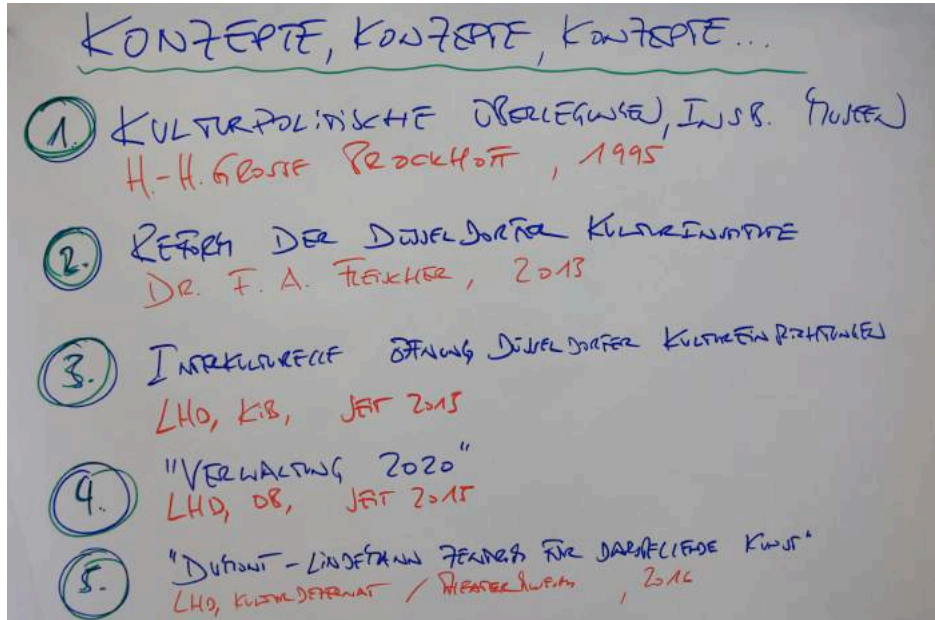 KONZEPTE, KONZEPTE, KONZEPTE...
1. KULTURPOLITISCHE ÜBERLEGUNGEN, INSB. MUSEEN
H.-H. GROSSE BROCKHOFF, 1995
2. REFORM DER DÜSSELDORFER KULTURINSTITUTE
DR. F. A. FLEISCHER, 2013
3. INTERKULTURELLE ÖFFNUNG DÜSSELDORFER KULTUREINRICHTUNGEN
LHD, KIB, SEIT 2015
4. "VERWALTUNG 2020"
LHD, OB, SEIT 2015
5. "DUMONT-LINDEMANN ZENTRUM FÜR DARSTELLENDE KUNST"
LHD, KULTURDEZERNAT / THEATERMUSEUM, 2016